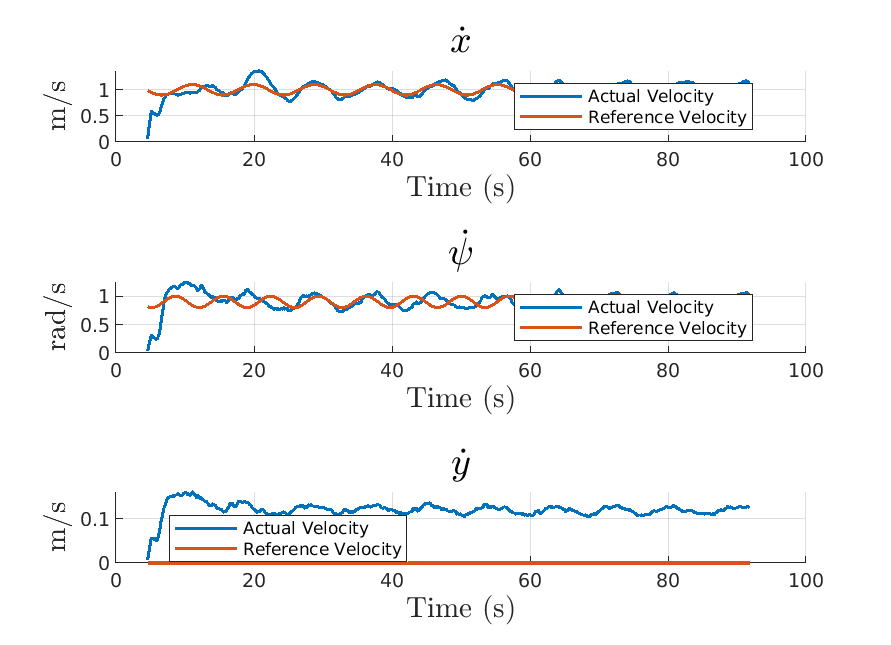 ẋ
m/s
1
0.5
0
Actual Velocity
Reference Velocity
0 20 40 60 80 100
Time (s)
ψ̇
rad/s
1
0.5
0
Actual Velocity
Reference Velocity
0 20 40 60 80 100
Time (s)
ẏ
m/s
0.1
0
Actual Velocity
Reference Velocity
0 20 40 60 80 100
Time (s)